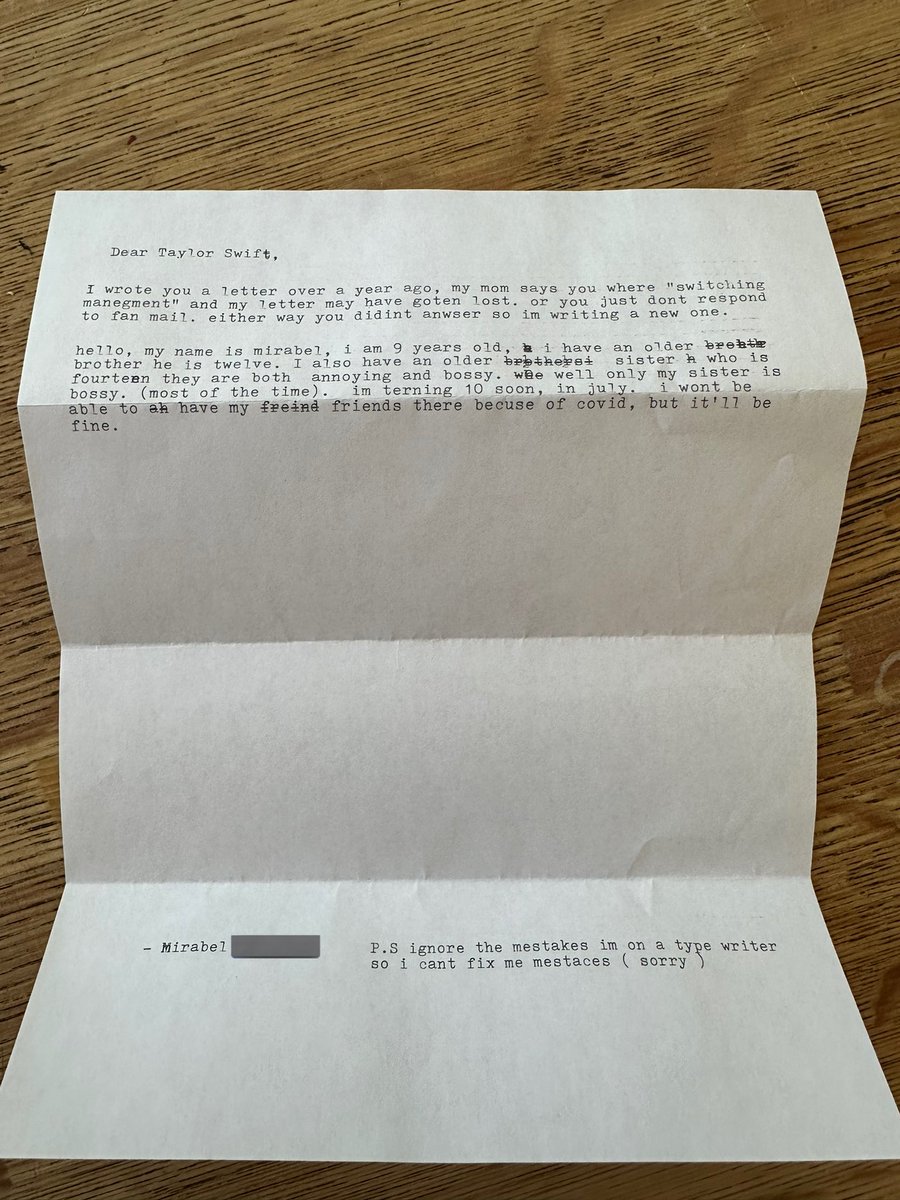 Dear Taylor Swift,
I wrote you a letter over a year ago, my mom says you where "switching
manegment" and my letter may have goten lost. or you just dont respond
to fan mail. either way you didint anwser so im writing a new one.
hello, my name is mirabel, i am 9 years old, i have an older
brother he is twelve. I also have an older sister who is
fourteen they are both annoying and bossy. well only my sister is
bossy. (most of the time). im terning 10 soon, in july. i wont be
able to have my freind friends there becuse of covid, but it'll be
fine.
- Mirabel
P.S ignore the mestakes im on a type writer
so i cant fix me mestaces ( sorry )